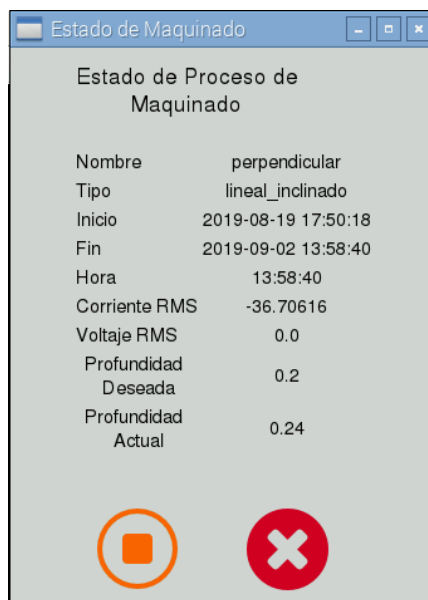 Estado de Maquinado
Estado de Proceso de
Maquinado
Nombre perpendicular
Tipo lineal_inclinado
Inicio 2019-08-19 17:50:18
Fin 2019-09-02 13:58:40
Hora 13:58:40
Corriente RMS -36.70616
Voltaje RMS 0.0
Profundidad
Deseada 0.2
Profundidad
Actual 0.24